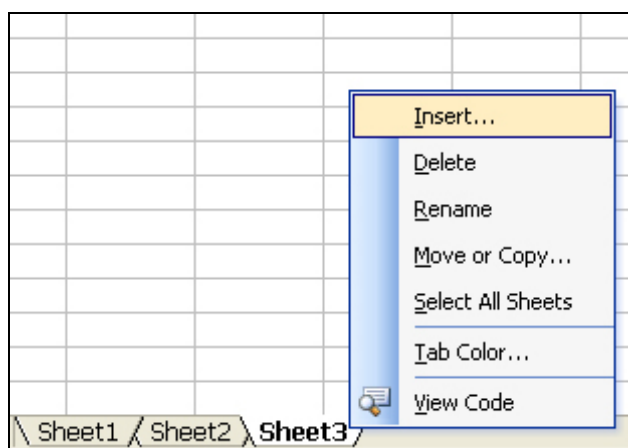 Insert...
Delete
Rename
Move or Copy...
Select All Sheets
Tab Color...
View Code
Sheet1 Sheet2 Sheet3